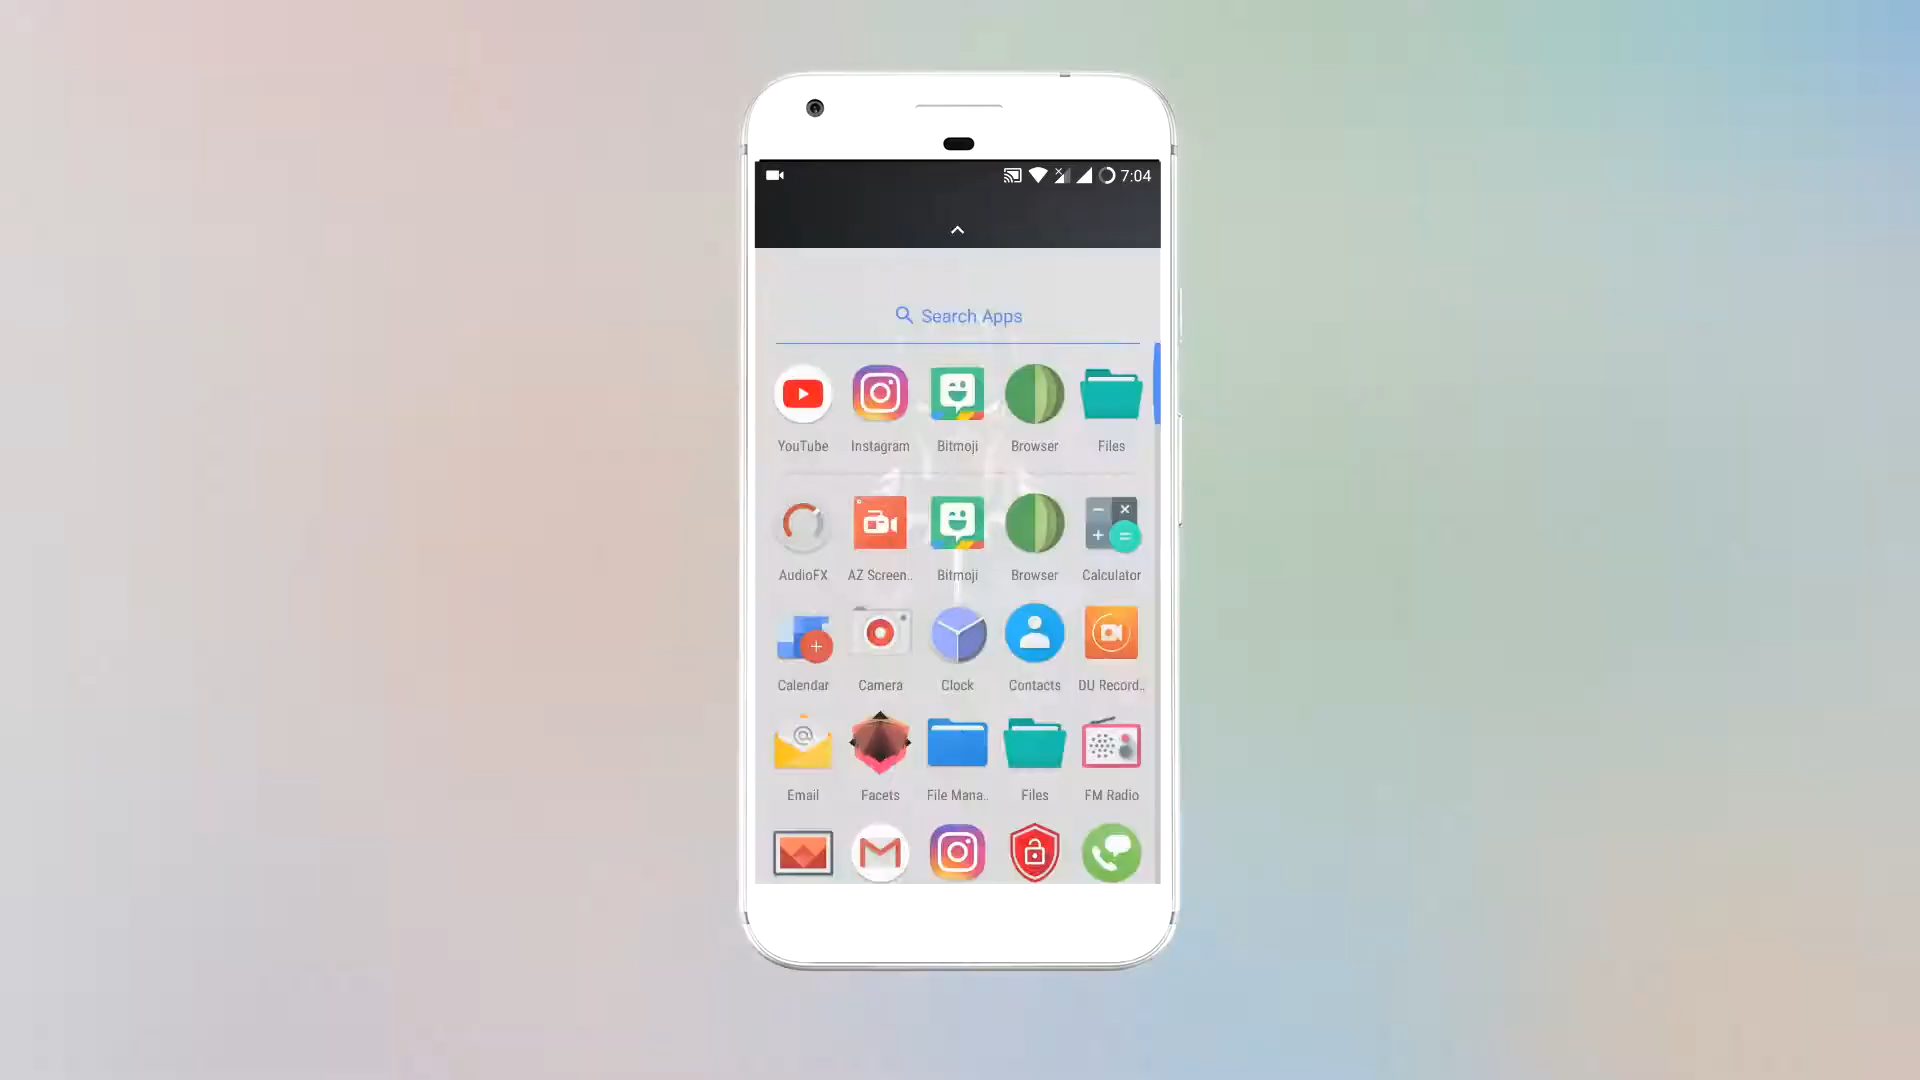 7:04
Search Apps
YouTube Instagram Bitmoji Browser Files
AudioFX AZ Screen.. Bitmoji Browser Calculator
Calendar Camera Clock Contacts DU Record..
Email Facets File Mana.. Files FM Radio